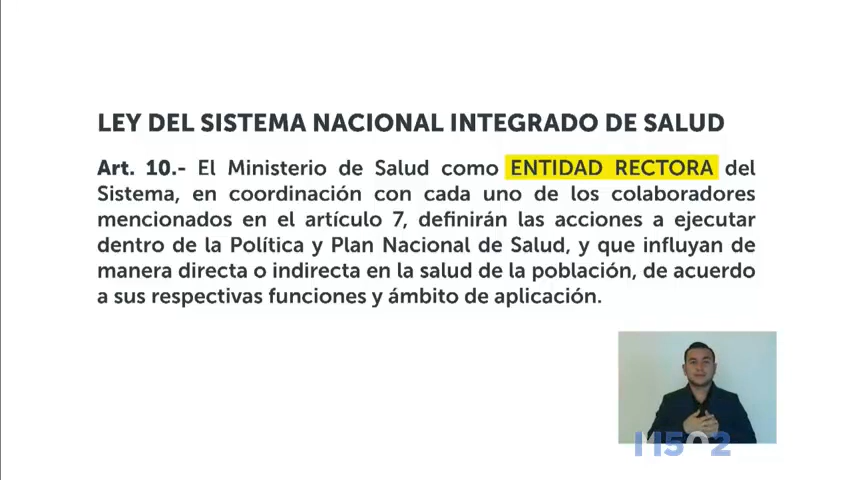 LEY DEL SISTEMA NACIONAL INTEGRADO DE SALUD
Art. 10.- El Ministerio de Salud como ENTIDAD RECTORA del
Sistema, en coordinación con cada uno de los colaboradores
mencionados en el artículo 7, definirán las acciones a ejecutar
dentro de la Política y Plan Nacional de Salud, y que influyan de
manera directa o indirecta en la salud de la población, de acuerdo
a sus respectivas funciones y ámbito de aplicación.